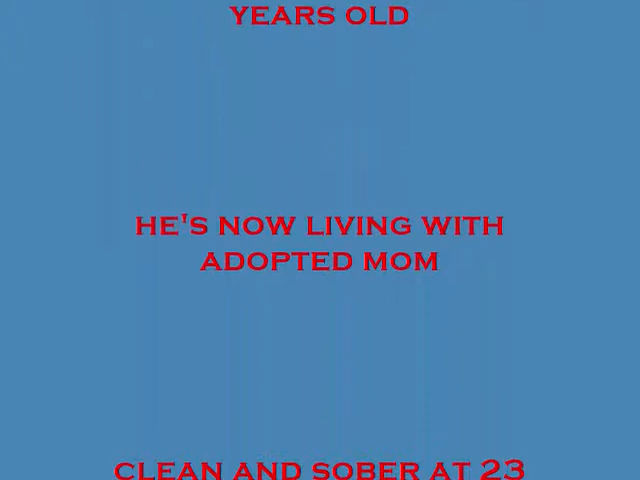 YEARS OLD
HE'S NOW LIVING WITH
ADOPTED MOM
CLEAN AND SOBER AT 23